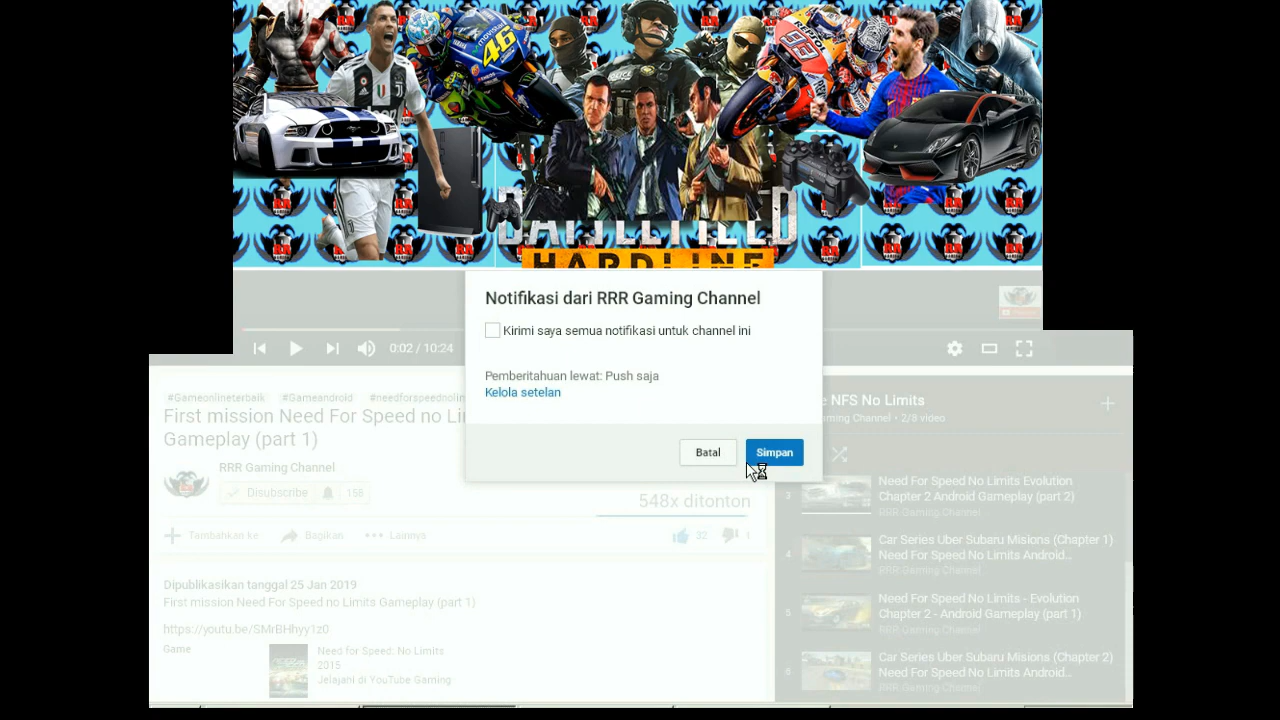 46
93
REPSOL
POLICE
BATTLEFIELD
HARDLINE
Notifikasi dari RRR Gaming Channel
Kirimi saya semua notifikasi untuk channel ini
Pemberitahuan lewat: Push saja
Kelola setelan
Batal
Simpan
0:02 / 10:24
#Gameonlineterbaik #Gameandroid #needforspeednolim
First mission Need For Speed no Li
Gameplay (part 1)
RRR Gaming Channel
Disubscribe 158
548x ditonton
Tambahkan ke Bagikan Lainnya
32 1
Dipublikasikan tanggal 25 Jan 2019
First mission Need For Speed no Limits Gameplay (part 1)
https://youtu.be/SMrBHhyy1z0
Game
Need for Speed: No Limits
2015
Jelajahi di YouTube Gaming
NFS No Limits
aming Channel • 2/8 video
3
Need For Speed No Limits Evolution
Chapter 2 Android Gameplay (part 2)
RRR Gaming Channel
4
Car Series Uber Subaru Misions (Chapter 1)
Need For Speed No Limits Android...
RRR Gaming Channel
5
Need For Speed No Limits - Evolution
Chapter 2 - Android Gameplay (part 1)
RRR Gaming Channel
6
Car Series Uber Subaru Misions (Chapter 2)
Need For Speed No Limits Android...
RRR Gaming Channel